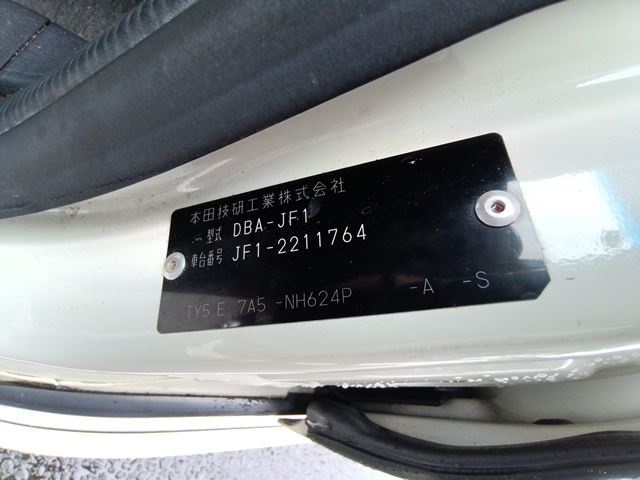 本田技研工業株式会社
型式 DBA-JF1
車台番号 JF1-2211764
TY5 E 7A5 -NH624P -A -S